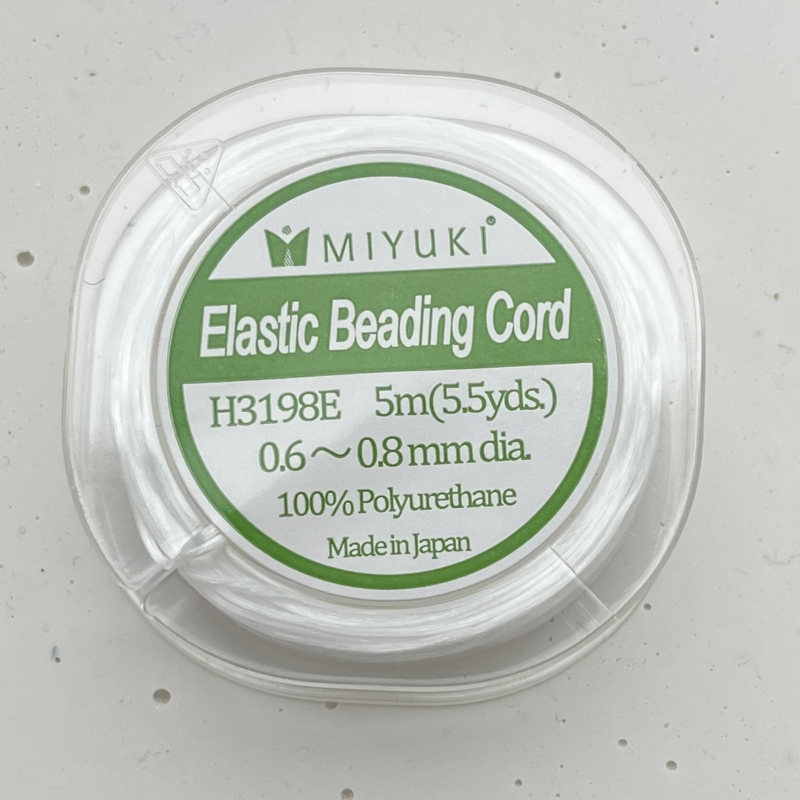 MIYUKI®
Elastic Beading Cord
H3198E 5m(5.5yds.)
0.6～0.8mm dia.
100% Polyurethane
Made in Japan